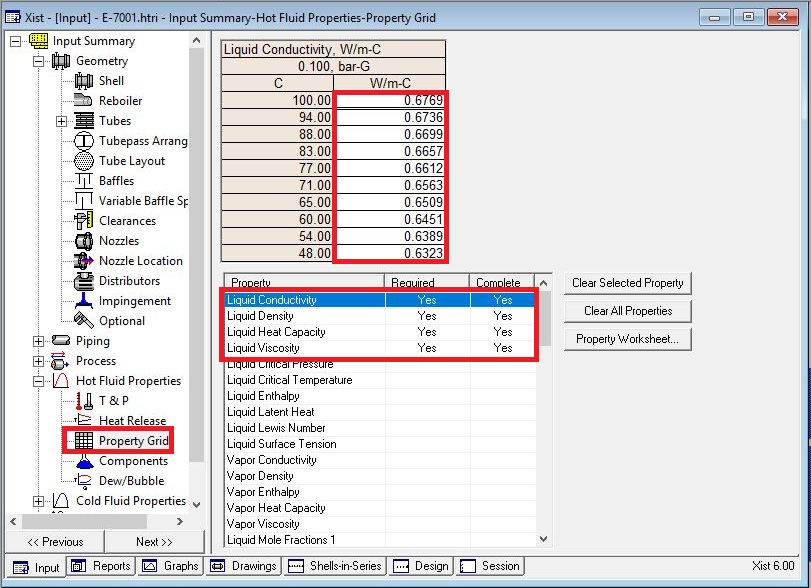 Xist - [Input] - E-7001.htri - Input Summary-Hot Fluid Properties-Property Grid
Input Summary
Geometry
Shell
Reboiler
Tubes
Tubepass Arrang
Tube Layout
Baffles
Variable Baffle Sp
Clearances
Nozzles
Nozzle Location
Distributors
Impingement
Optional
Piping
Process
Hot Fluid Properties
T & P
Heat Release
Property Grid
Components
Dew/Bubble
Cold Fluid Properties
<< Previous
Next >>
Liquid Conductivity, W/m-C
0.100, bar-G
C W/m-C
100.00 0.6769
94.00 0.6736
88.00 0.6699
83.00 0.6657
77.00 0.6612
71.00 0.6563
65.00 0.6509
60.00 0.6451
54.00 0.6389
48.00 0.6323
Property Required Complete
Liquid Conductivity Yes Yes
Liquid Density Yes Yes
Liquid Heat Capacity Yes Yes
Liquid Viscosity Yes Yes
Liquid Critical Pressure
Liquid Critical Temperature
Liquid Enthalpy
Liquid Latent Heat
Liquid Lewis Number
Liquid Surface Tension
Vapor Conductivity
Vapor Density
Vapor Enthalpy
Vapor Heat Capacity
Vapor Viscosity
Liquid Mole Fractions 1
Clear Selected Property
Clear All Properties
Property Worksheet...
Input Reports Graphs Drawings Shells-in-Series Design Session
Xist 6.00